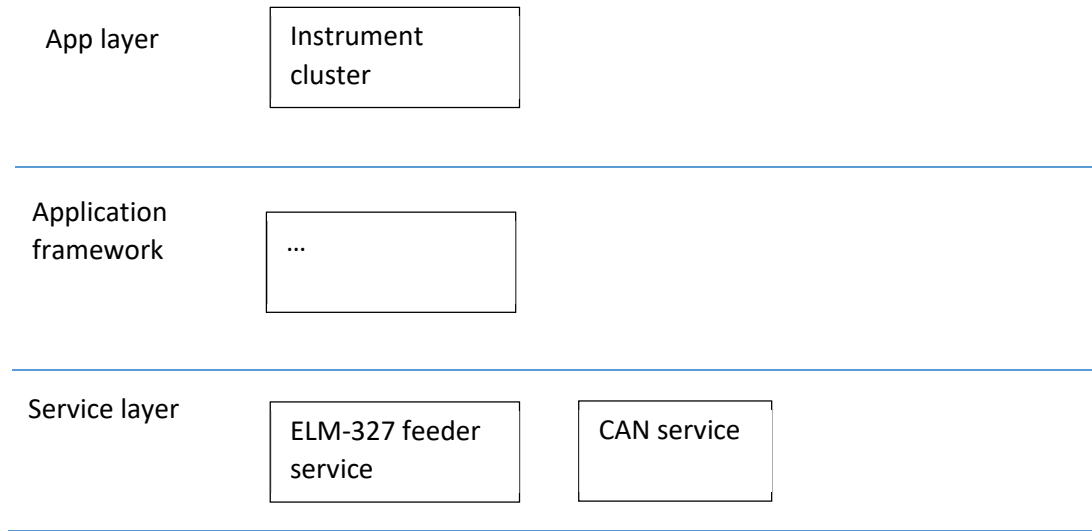 App layer
Instrument
cluster
Application
framework
...
Service layer
ELM-327 feeder
service
CAN service